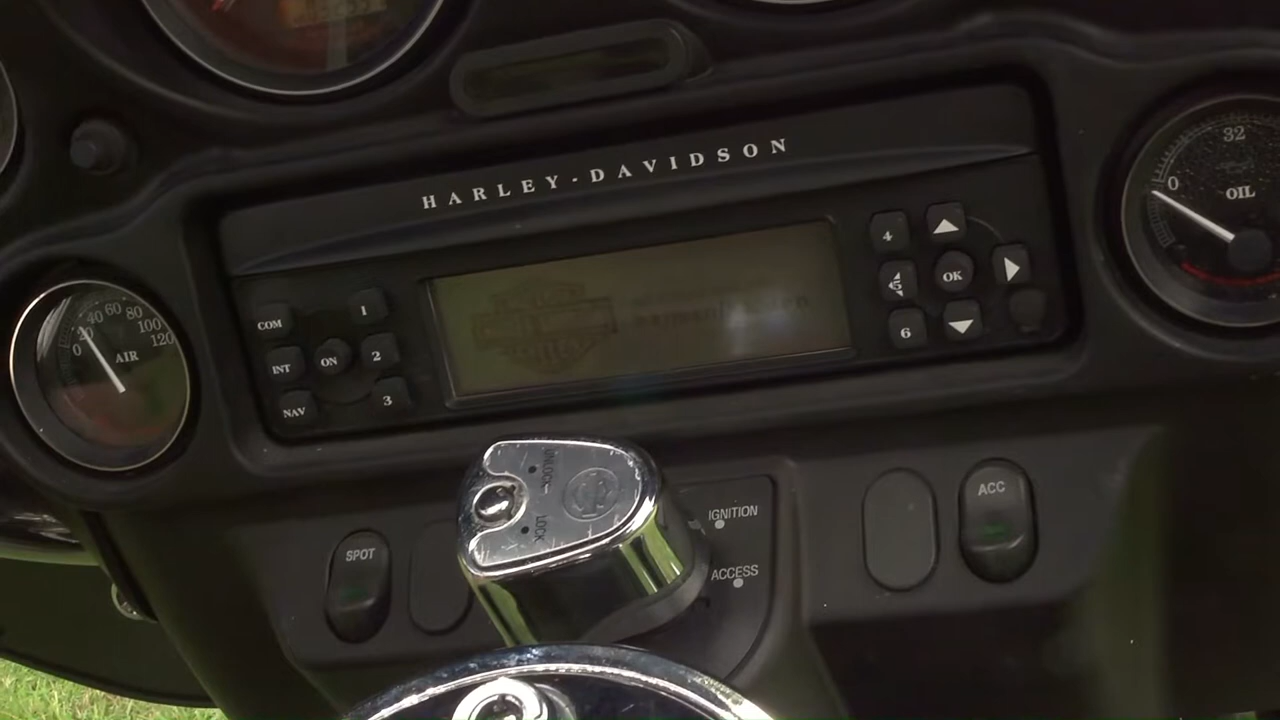 HARLEY-DAVIDSON
32
0
OIL
4
5
6
OK
COM
INT
NAV
ON
1
2
3
0
20
40
60
80
100
120
AIR
UNLOCK
LOCK
IGNITION
ACCESS
SPOT
ACC